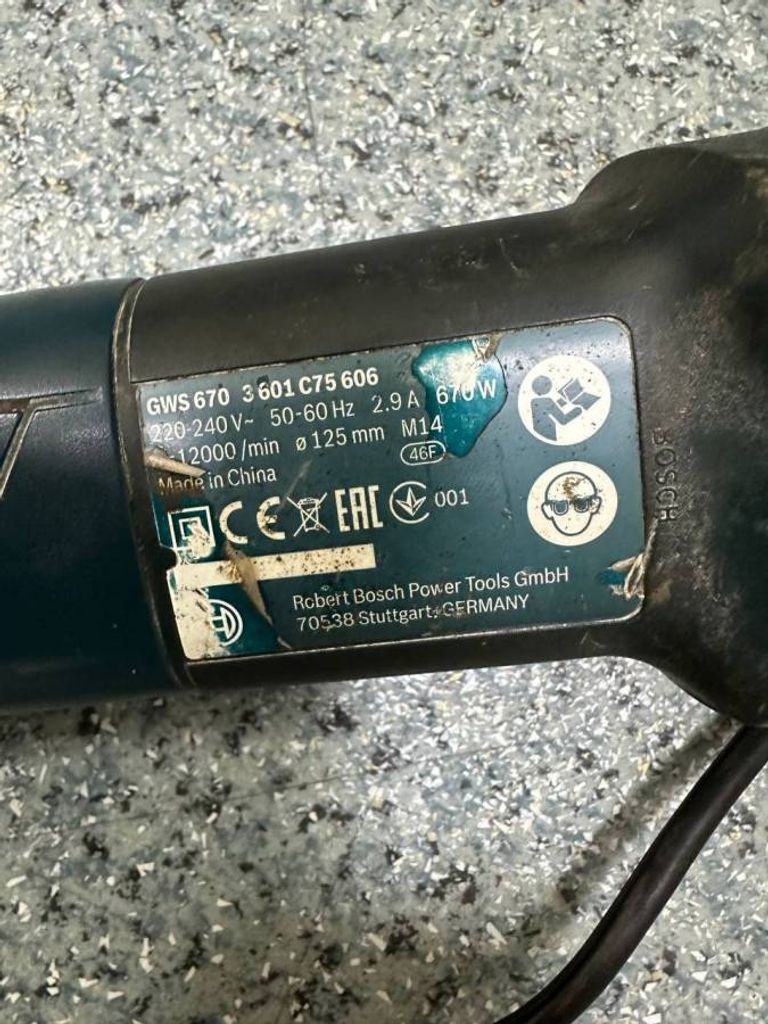 GWS 670 3 601 C75 606
220-240 V~ 50-60 Hz 2.9 A 670 W
-12000 /min ø 125 mm M14
46F
Made in China
CE EAC 001
Robert Bosch Power Tools GmbH
70538 Stuttgart, GERMANY
BOSCH